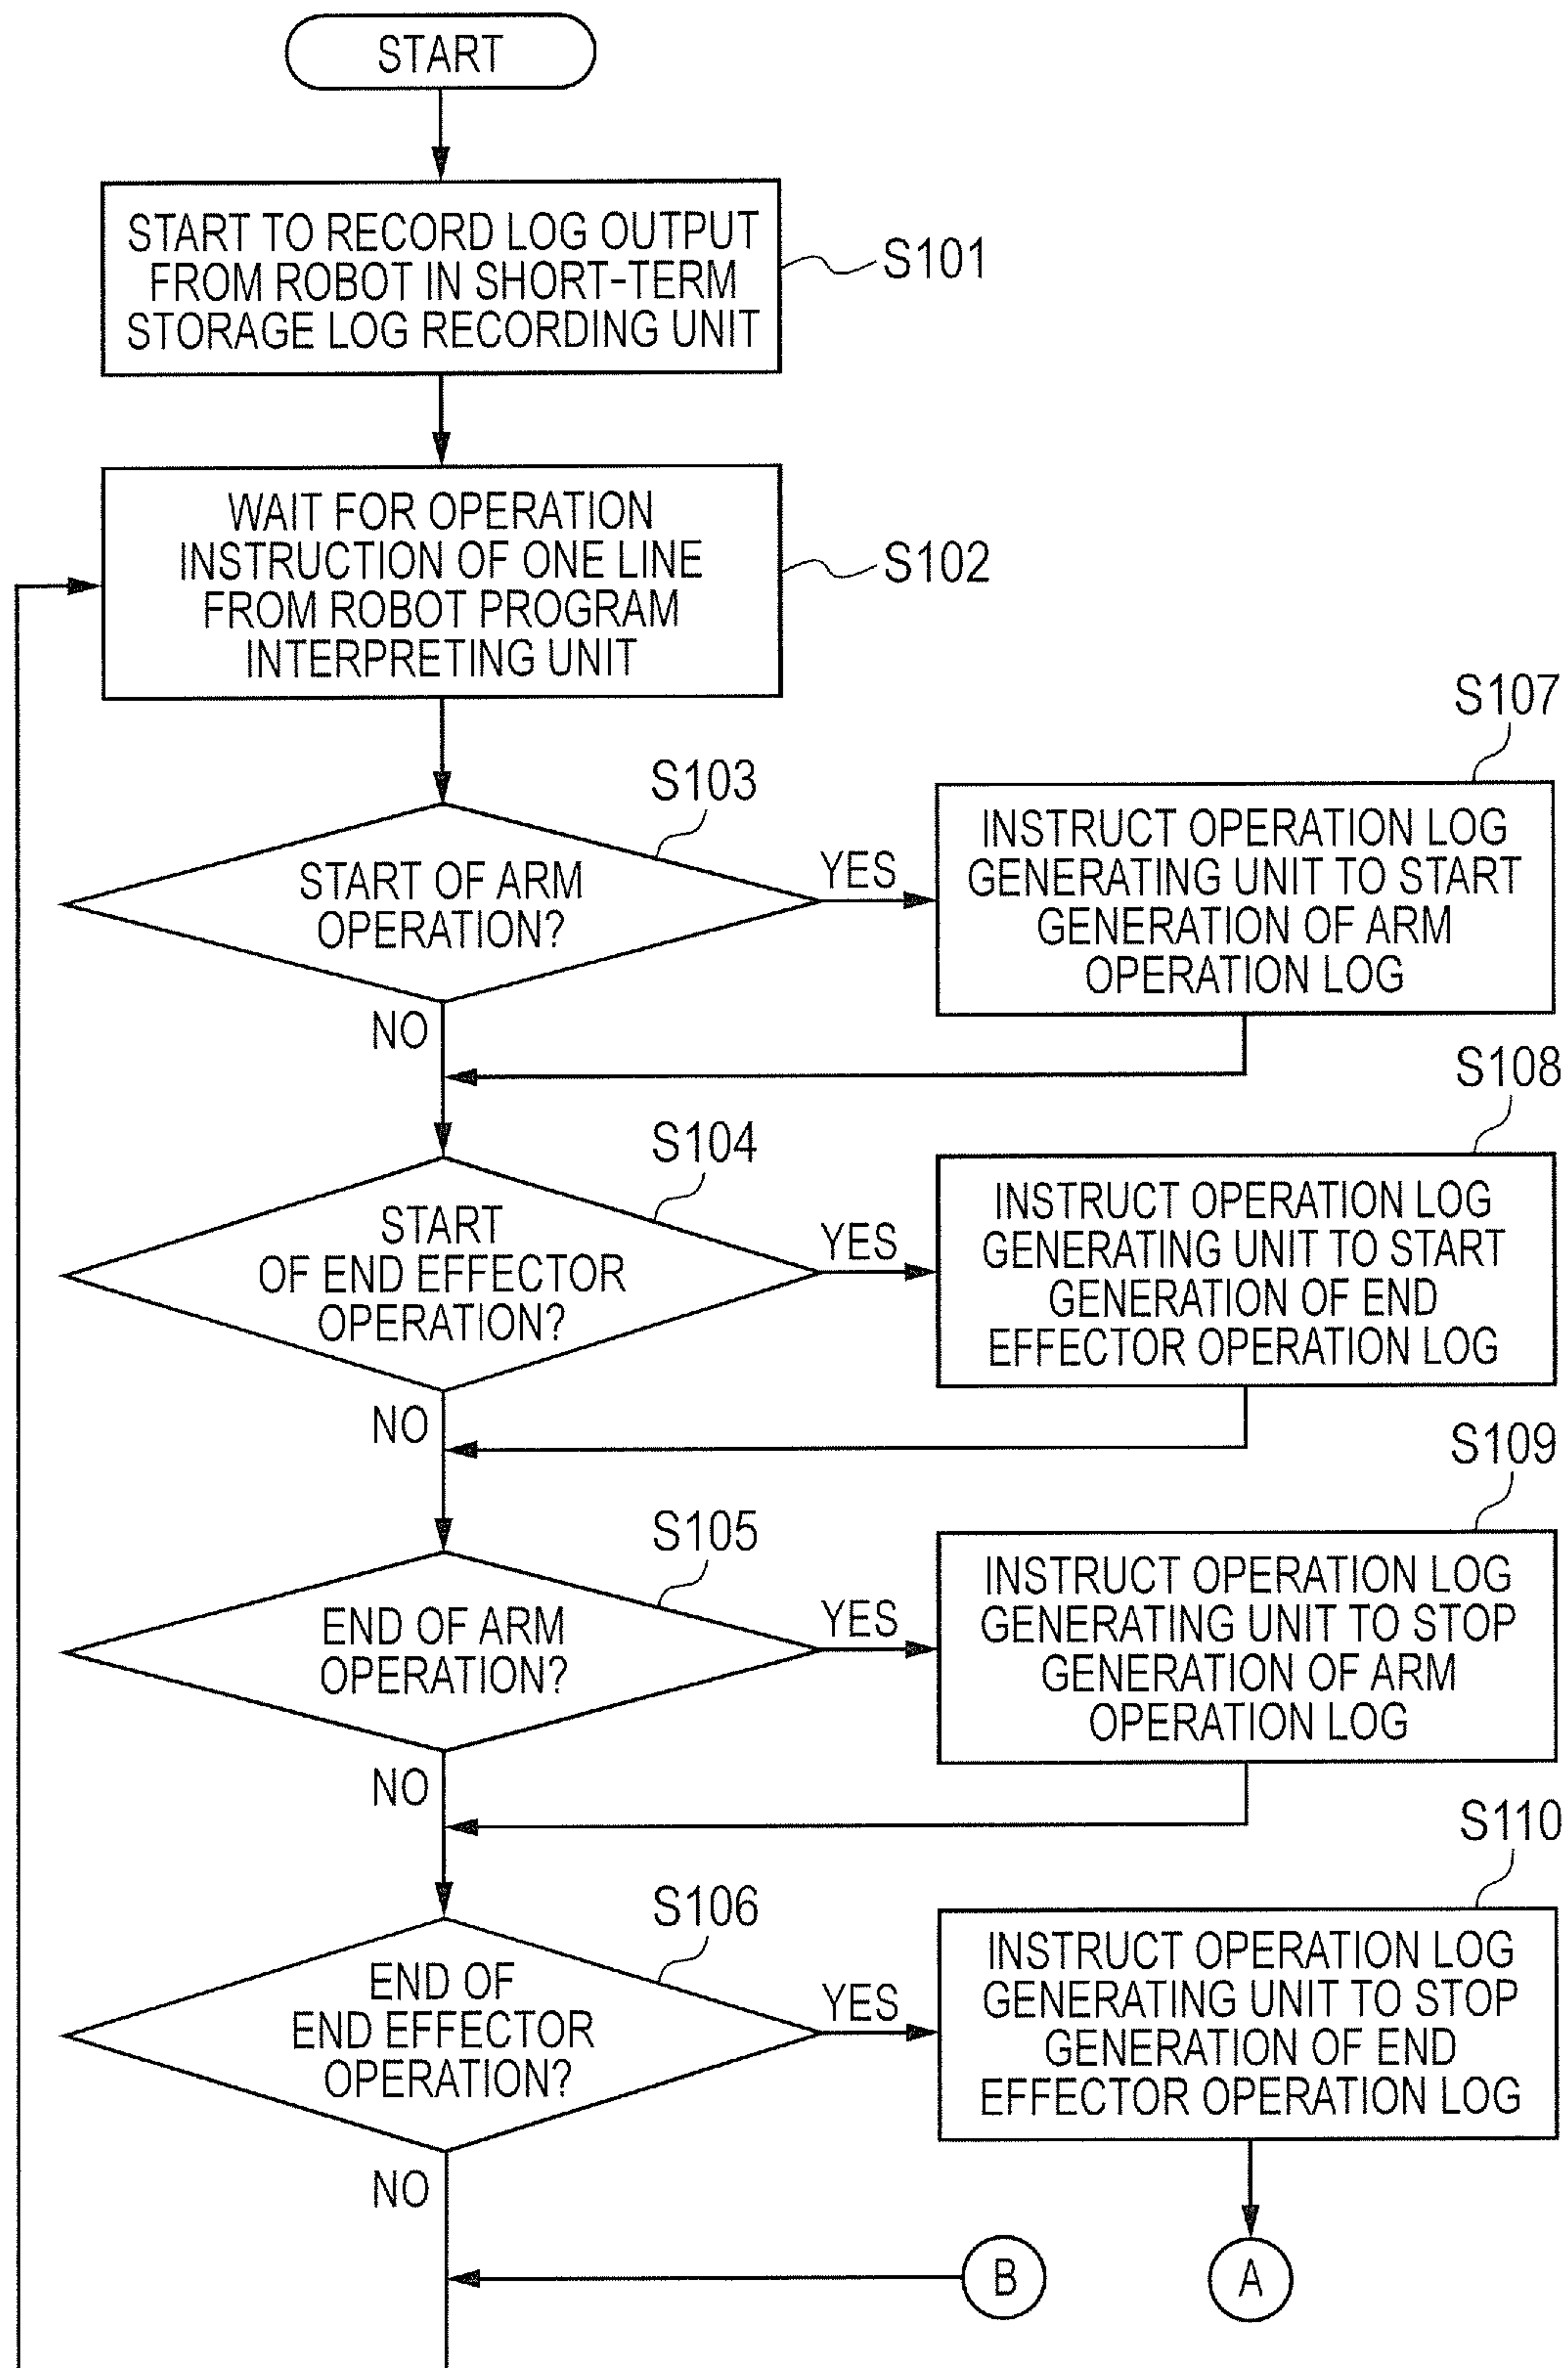 START
START TO RECORD LOG OUTPUT
FROM ROBOT IN SHORT-TERM
STORAGE LOG RECORDING UNIT
S101
WAIT FOR OPERATION
INSTRUCTION OF ONE LINE
FROM ROBOT PROGRAM
INTERPRETING UNIT
S102
S103
START OF ARM
OPERATION?
YES
NO
S107
INSTRUCT OPERATION LOG
GENERATING UNIT TO START
GENERATION OF ARM
OPERATION LOG
S104
START
OF END EFFECTOR
OPERATION?
YES
NO
S108
INSTRUCT OPERATION LOG
GENERATING UNIT TO START
GENERATION OF END
EFFECTOR OPERATION LOG
S105
END OF ARM
OPERATION?
YES
NO
S109
INSTRUCT OPERATION LOG
GENERATING UNIT TO STOP
GENERATION OF ARM
OPERATION LOG
S106
END OF
END EFFECTOR
OPERATION?
YES
NO
S110
INSTRUCT OPERATION LOG
GENERATING UNIT TO STOP
GENERATION OF END
EFFECTOR OPERATION LOG
B
A